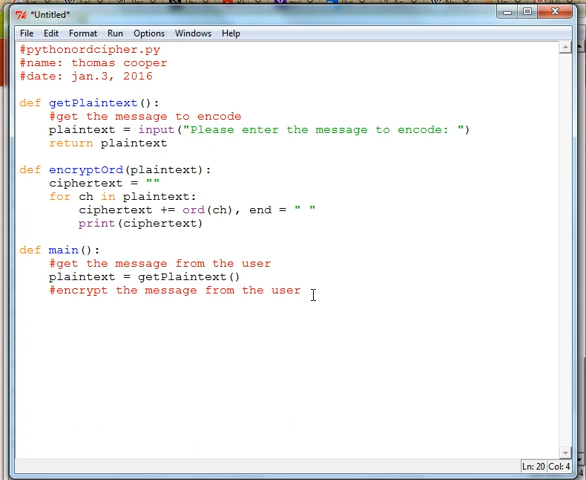 *Untitled*
File Edit Format Run Options Windows Help
#pythonordcipher.py
#name: thomas cooper
#date: jan.3, 2016
def getPlaintext():
#get the message to encode
plaintext = input("Please enter the message to encode: ")
return plaintext
def encryptOrd(plaintext):
ciphertext = ""
for ch in plaintext:
ciphertext += ord(ch), end = " "
print(ciphertext)
def main():
#get the message from the user
plaintext = getPlaintext()
#encrypt the message from the user
Ln: 20 Col: 4